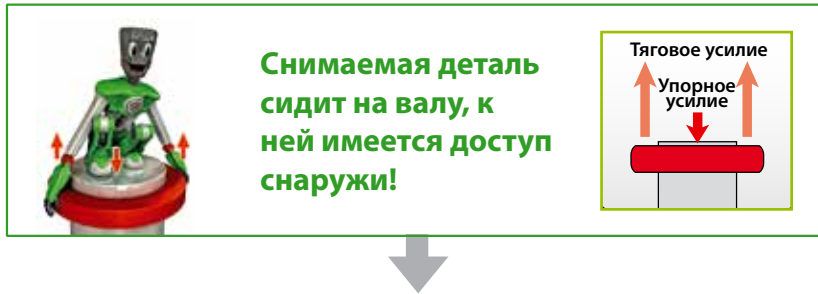 Снимаемая деталь
сидит на валу, к
ней имеется доступ
снаружи!
Тяговое усилие
Упорное
усилие